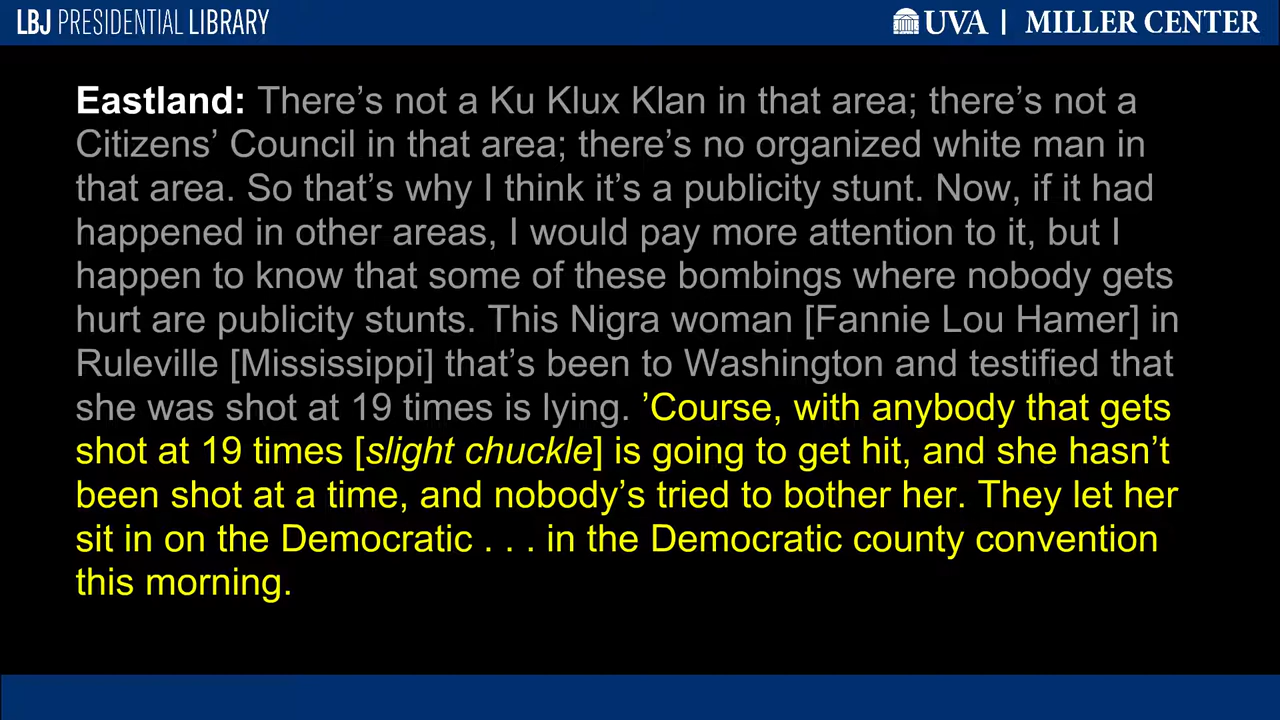 LBJ PRESIDENTIAL LIBRARY
UVA | MILLER CENTER
Eastland: There’s not a Ku Klux Klan in that area; there’s not a
Citizens’ Council in that area; there’s no organized white man in
that area. So that’s why I think it’s a publicity stunt. Now, if it had
happened in other areas, I would pay more attention to it, but I
happen to know that some of these bombings where nobody gets
hurt are publicity stunts. This Nigra woman [Fannie Lou Hamer] in
Ruleville [Mississippi] that’s been to Washington and testified that
she was shot at 19 times is lying. ’Course, with anybody that gets
shot at 19 times [slight chuckle] is going to get hit, and she hasn’t
been shot at a time, and nobody’s tried to bother her. They let her
sit in on the Democratic . . . in the Democratic county convention
this morning.